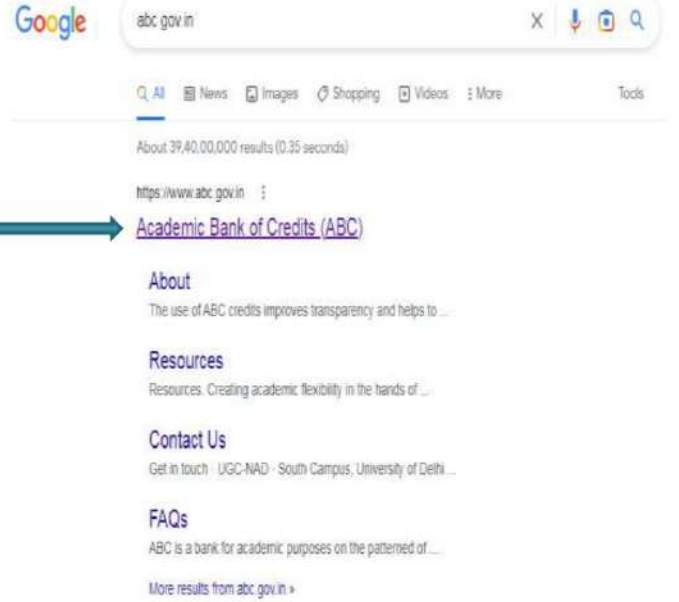 Google
abc gov in
All News Images Shopping Videos More Tools
About 39,40,00,000 results (0.35 seconds)
https://www.abc.gov.in
Academic Bank of Credits (ABC)
About
The use of ABC credits improves transparency and helps to ...
Resources
Resources. Creating academic flexibility in the hands of ...
Contact Us
Get in touch · UGC-NAD · South Campus, University of Delhi ...
FAQs
ABC is a bank for academic purposes on the patterned of ...
More results from abc.gov.in »